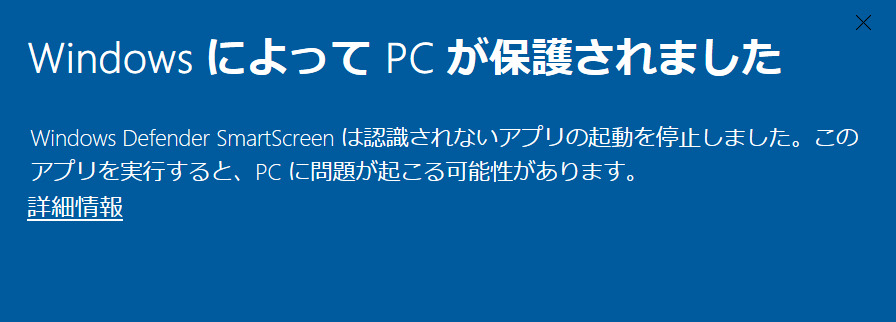 Windows によって PC が保護されました
Windows Defender SmartScreen は認識されないアプリの起動を停止しました。この
アプリを実行すると、PC に問題が起こる可能性があります。
詳細情報